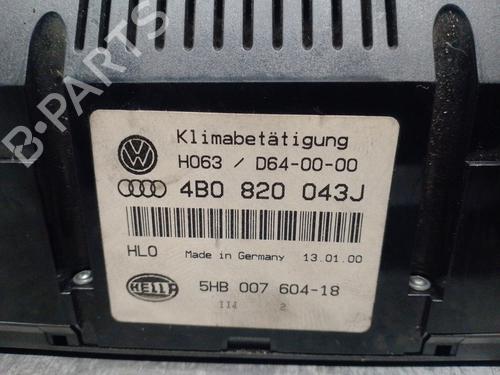 B-PARTS
Klimabetätigung
H063 / D64-00-00
4B0 820 043J
HLO Made in Germany 13.01.00
HELLA 5HB 007 604-18
114 2